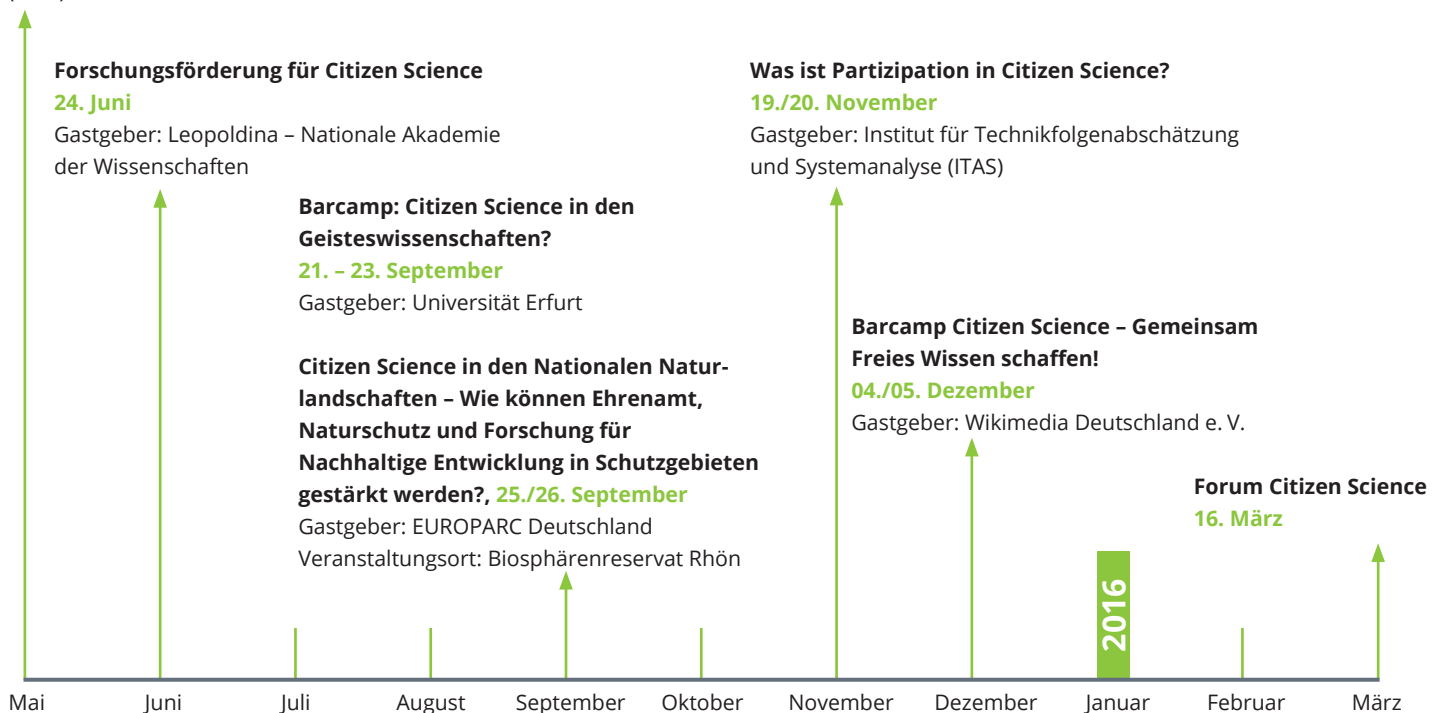 Forschungsförderung für Citizen Science
24. Juni
Gastgeber: Leopoldina – Nationale Akademie
der Wissenschaften
Was ist Partizipation in Citizen Science?
19./20. November
Gastgeber: Institut für Technikfolgenabschätzung
und Systemanalyse (ITAS)
Barcamp: Citizen Science in den
Geisteswissenschaften?
21. – 23. September
Gastgeber: Universität Erfurt
Barcamp Citizen Science – Gemeinsam
Freies Wissen schaffen!
04./05. Dezember
Gastgeber: Wikimedia Deutschland e. V.
Citizen Science in den Nationalen Natur-
landschaften – Wie können Ehrenamt,
Naturschutz und Forschung für
Nachhaltige Entwicklung in Schutzgebieten
gestärkt werden?, 25./26. September
Gastgeber: EUROPARC Deutschland
Veranstaltungsort: Biosphärenreservat Rhön
Forum Citizen Science
16. März
2016
Mai Juni Juli August September Oktober November Dezember Januar Februar März